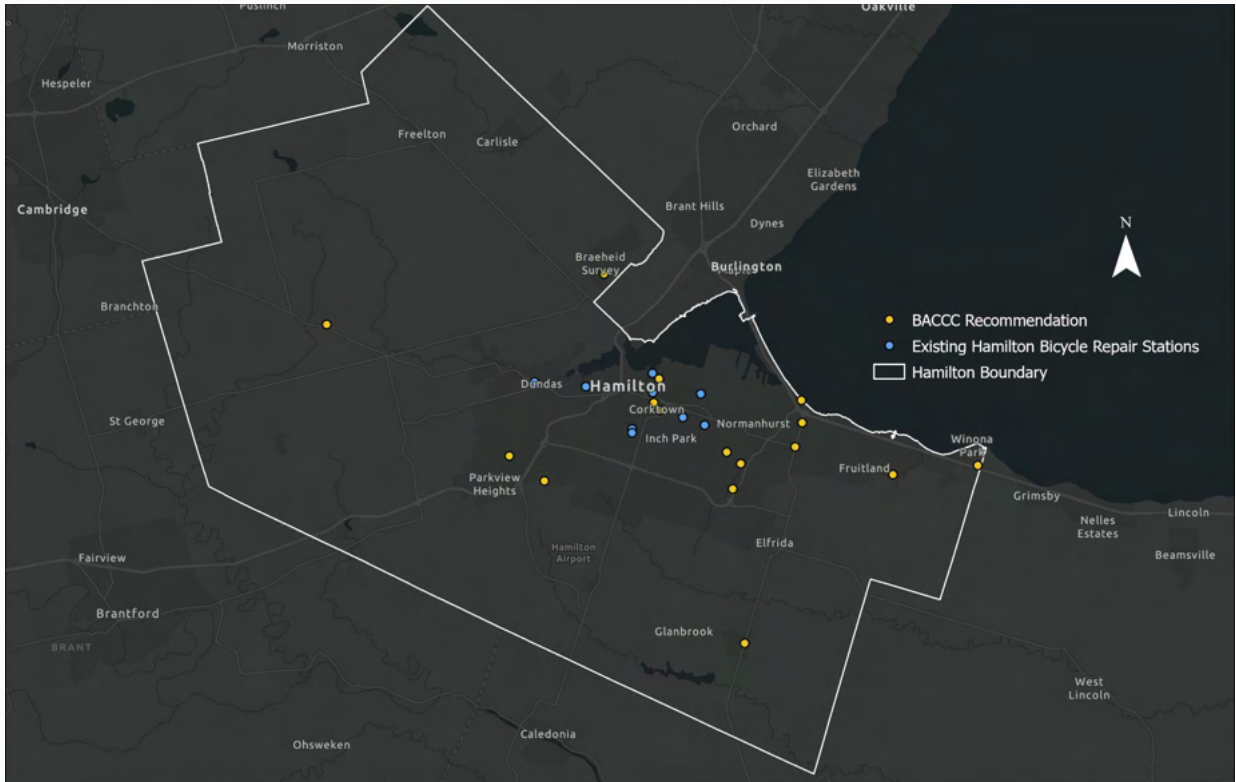 Puslinch
Oakville
Morriston
Hespeler
Freelton
Carlisle
Orchard
Elizabeth
Gardens
Cambridge
Brant Hills
Dynes
N
Braeheid
Survey
Burlington
Branchton
BACCC Recommendation
Existing Hamilton Bicycle Repair Stations
Hamilton Boundary
Dundas
Hamilton
St George
Corktown
Normanhurst
Inch Park
Winona
Park
Parkview
Heights
Fruitland
Grimsby
Lincoln
Nelles
Estates
Hamilton
Airport
Elfrida
Beamsville
Fairview
Brantford
Glanbrook
BRANT
West
Lincoln
Caledonia
Ohsweken